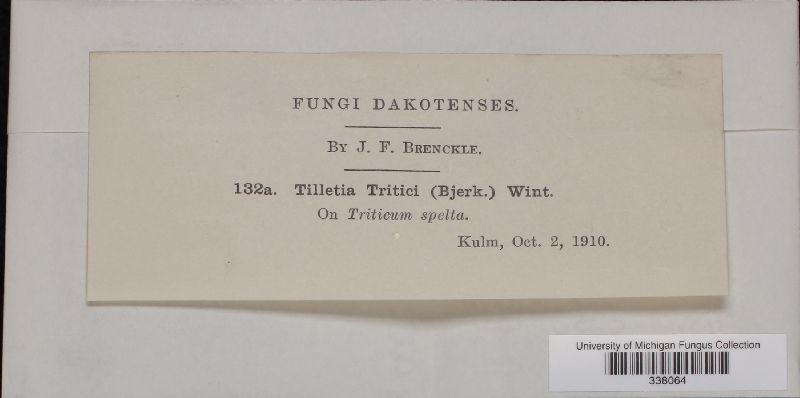 FUNGI DAKOTENSES.
BY J. F. BRENCKLE.
132a. Tilletia Tritici (Bjerk.) Wint.
On Triticum spelta.
Kulm, Oct. 2, 1910.
University of Michigan Fungus Collection
338064